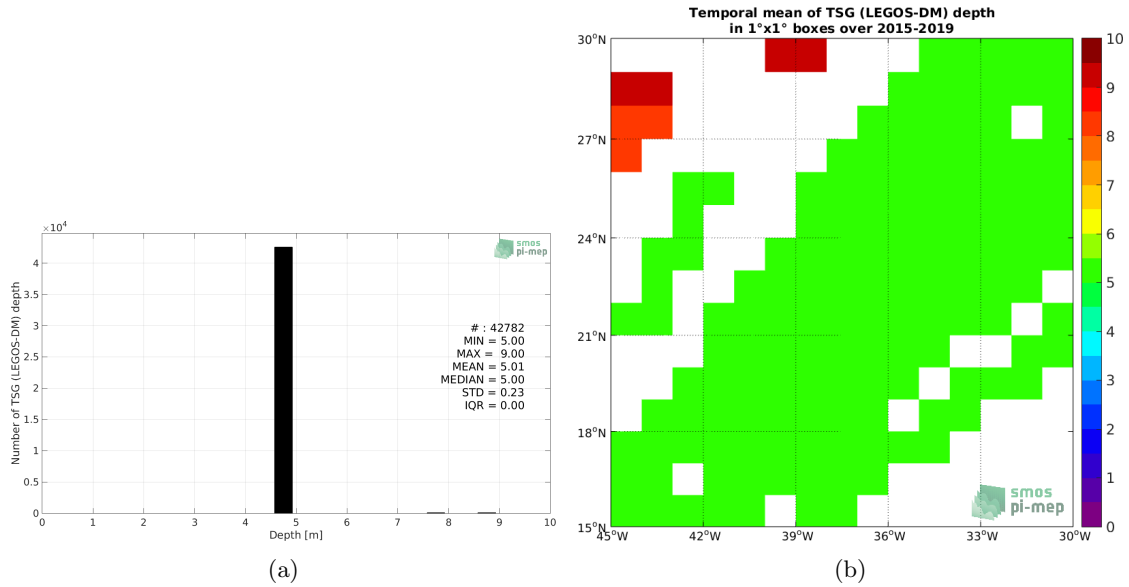 ×10⁴
4
3.5
3
2.5
2
1.5
1
0.5
0
0 1 2 3 4 5 6 7 8 9 10
Number of TSG (LEGOS-DM) depth
Depth [m]
smos
pi-mep
# : 42782
MIN = 5.00
MAX = 9.00
MEAN = 5.01
MEDIAN = 5.00
STD = 0.23
IQR = 0.00
(a)
Temporal mean of TSG (LEGOS-DM) depth
in 1°x1° boxes over 2015-2019
30°N
27°N
24°N
21°N
18°N
15°N
45°W 42°W 39°W 36°W 33°W 30°W
smos
pi-mep
10
9
8
7
6
5
4
3
2
1
0
(b)